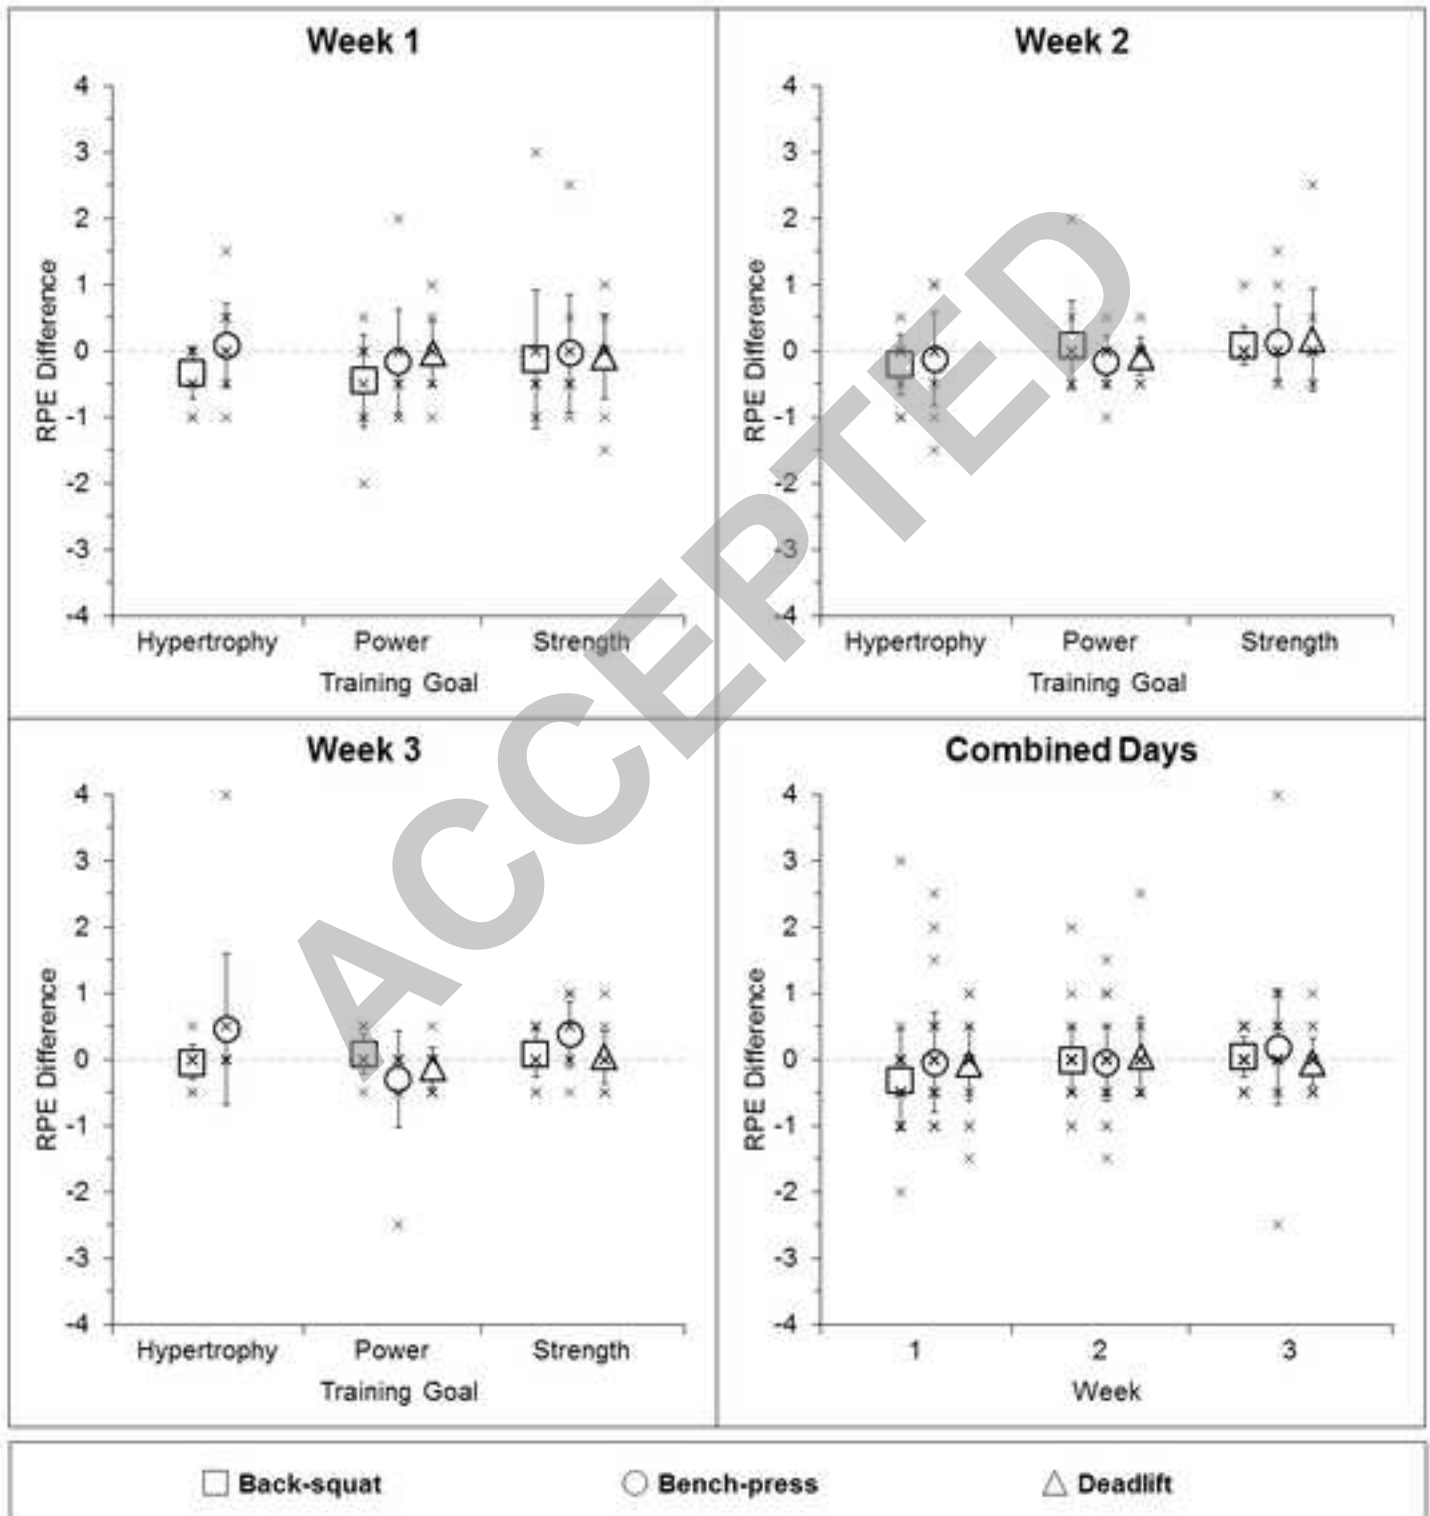 Week 1
4
3
2
1
0
-1
-2
-3
-4
RPE Difference
Hypertrophy Power Strength
Training Goal
Week 2
4
3
2
1
0
-1
-2
-3
-4
RPE Difference
Hypertrophy Power Strength
Training Goal
Week 3
4
3
2
1
0
-1
-2
-3
-4
RPE Difference
Hypertrophy Power Strength
Training Goal
Combined Days
4
3
2
1
0
-1
-2
-3
-4
RPE Difference
1 2 3
Week
Back-squat Bench-press Deadlift
ACCEPTED